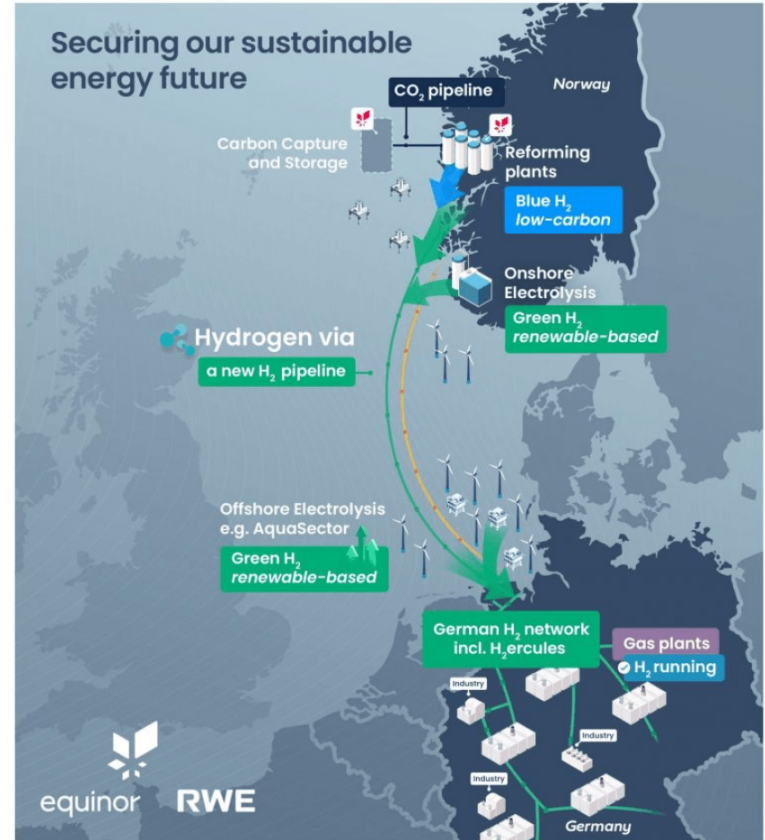 Securing our sustainable
energy future
CO₂ pipeline
Norway
Carbon Capture
and Storage
Reforming
plants
Blue H₂
low-carbon
Onshore
Electrolysis
Green H₂
renewable-based
Hydrogen via
a new H₂ pipeline
Offshore Electrolysis
e.g. AquaSector
Green H₂
renewable-based
German H₂ network
incl. H₂ercules
Gas plants
H₂ running
Industry
Industry
Industry
equinor
RWE
Germany